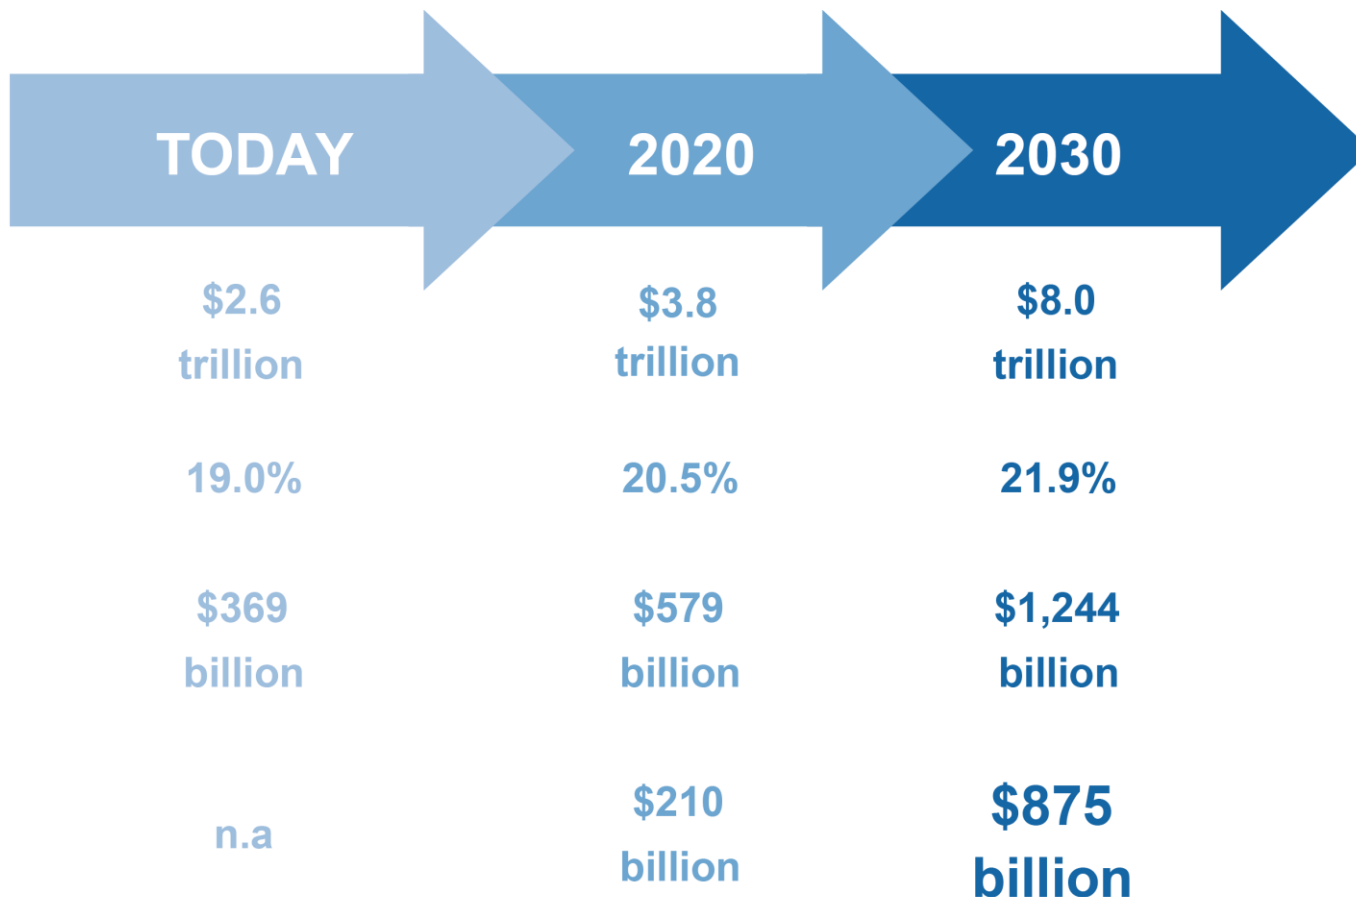 TODAY 2020 2030
$2.6 $3.8 $8.0
trillion trillion trillion
19.0% 20.5% 21.9%
$369 $579 $1,244
billion billion billion
n.a $210 $875
billion billion